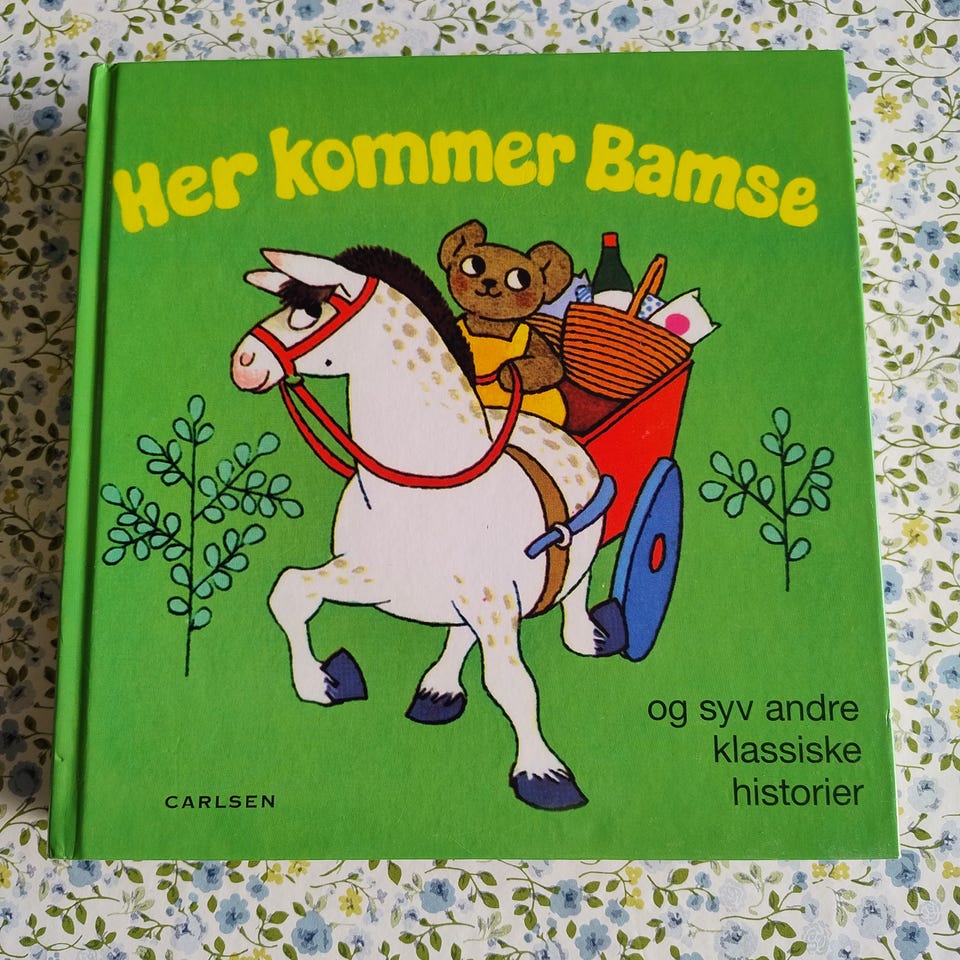 Her kommer Bamse
og syv andre
klassiske
historier
CARLSEN